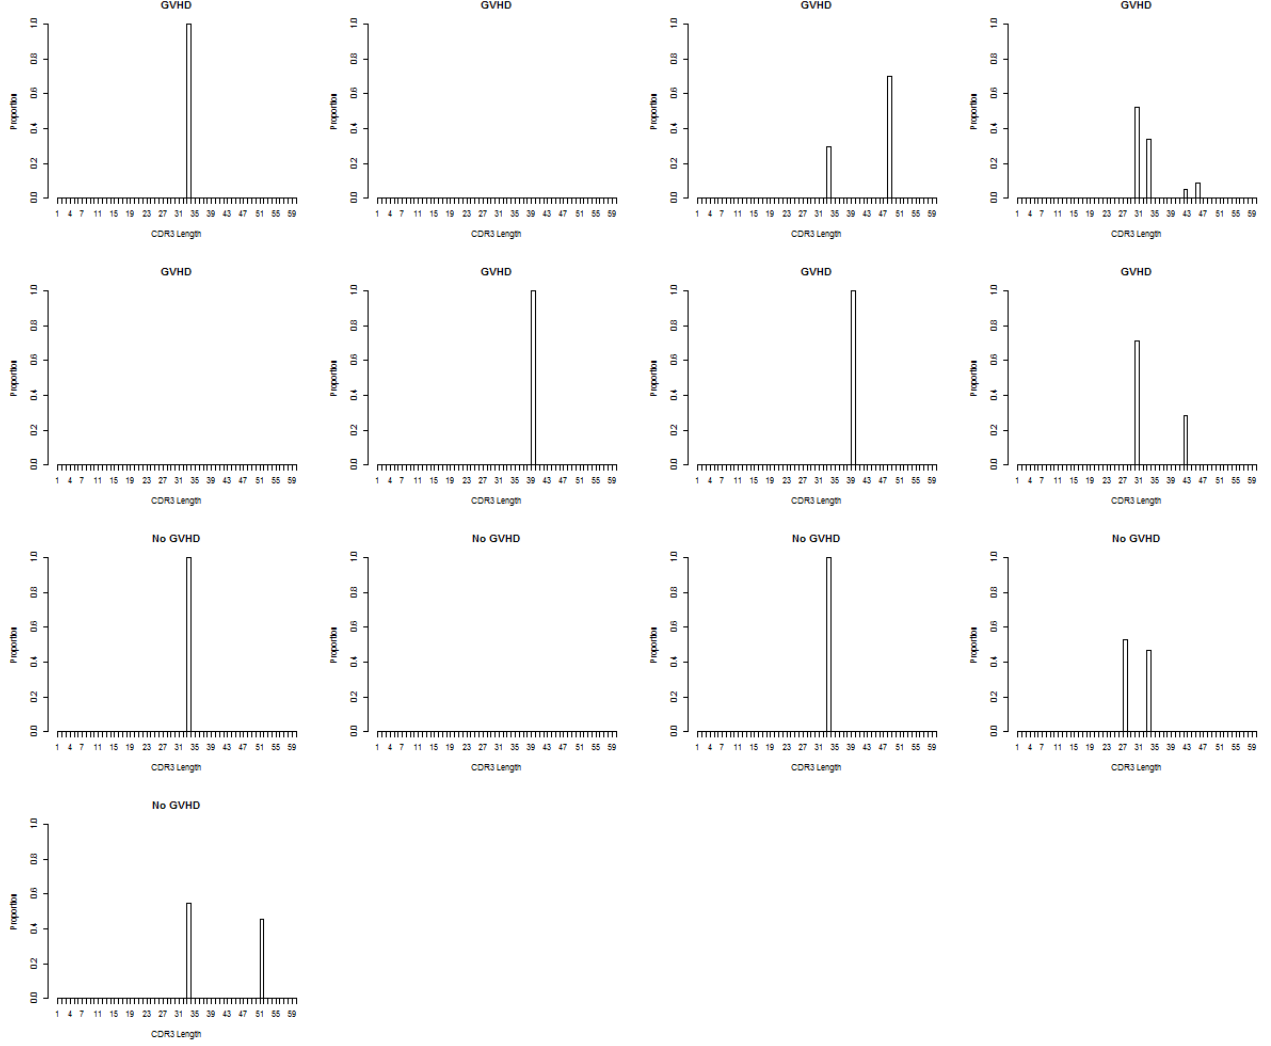 GVHD
Proportion
0.0 0.2 0.4 0.6 0.8 1.0
1 4 7 11 15 19 23 27 31 35 39 43 47 51 55 59
CDR3 Length
GVHD
Proportion
0.0 0.2 0.4 0.6 0.8 1.0
1 4 7 11 15 19 23 27 31 35 39 43 47 51 55 59
CDR3 Length
GVHD
Proportion
0.0 0.2 0.4 0.6 0.8 1.0
1 4 7 11 15 19 23 27 31 35 39 43 47 51 55 59
CDR3 Length
GVHD
Proportion
0.0 0.2 0.4 0.6 0.8 1.0
1 4 7 11 15 19 23 27 31 35 39 43 47 51 55 59
CDR3 Length
GVHD
Proportion
0.0 0.2 0.4 0.6 0.8 1.0
1 4 7 11 15 19 23 27 31 35 39 43 47 51 55 59
CDR3 Length
GVHD
Proportion
0.0 0.2 0.4 0.6 0.8 1.0
1 4 7 11 15 19 23 27 31 35 39 43 47 51 55 59
CDR3 Length
GVHD
Proportion
0.0 0.2 0.4 0.6 0.8 1.0
1 4 7 11 15 19 23 27 31 35 39 43 47 51 55 59
CDR3 Length
GVHD
Proportion
0.0 0.2 0.4 0.6 0.8 1.0
1 4 7 11 15 19 23 27 31 35 39 43 47 51 55 59
CDR3 Length
No GVHD
Proportion
0.0 0.2 0.4 0.6 0.8 1.0
1 4 7 11 15 19 23 27 31 35 39 43 47 51 55 59
CDR3 Length
No GVHD
Proportion
0.0 0.2 0.4 0.6 0.8 1.0
1 4 7 11 15 19 23 27 31 35 39 43 47 51 55 59
CDR3 Length
No GVHD
Proportion
0.0 0.2 0.4 0.6 0.8 1.0
1 4 7 11 15 19 23 27 31 35 39 43 47 51 55 59
CDR3 Length
No GVHD
Proportion
0.0 0.2 0.4 0.6 0.8 1.0
1 4 7 11 15 19 23 27 31 35 39 43 47 51 55 59
CDR3 Length
No GVHD
Proportion
0.0 0.2 0.4 0.6 0.8 1.0
1 4 7 11 15 19 23 27 31 35 39 43 47 51 55 59
CDR3 Length